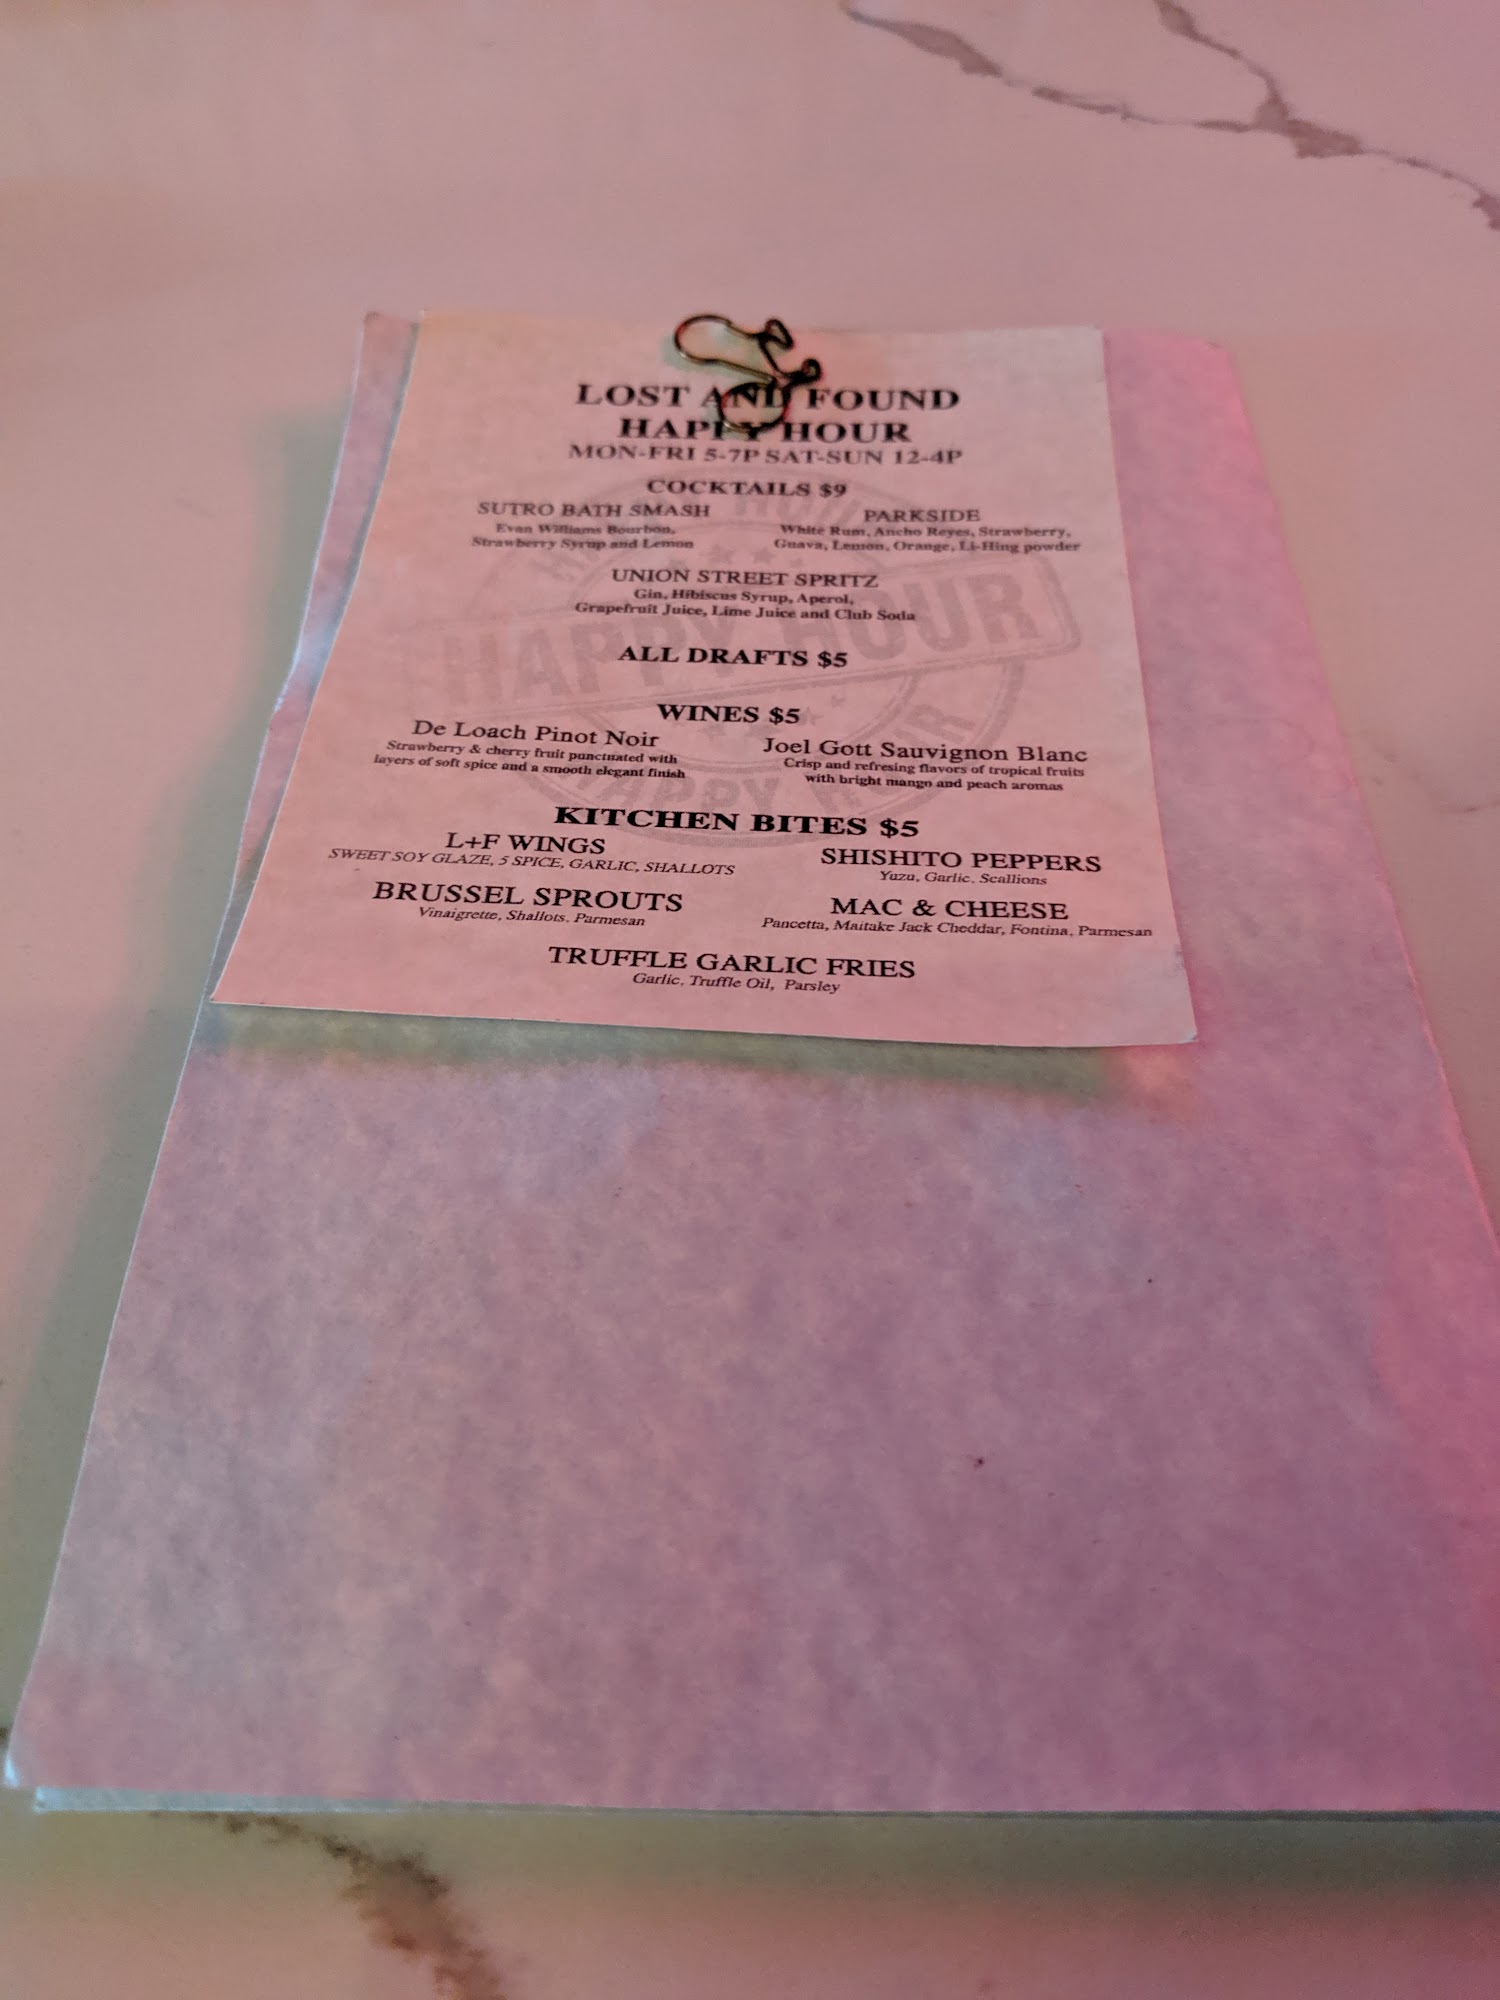 LOST AND FOUND
HAPPY HOUR
MON-FRI 5-7P SAT-SUN 12-4P
COCKTAILS $9
SUTRO BATH SMASH
Evan Williams Bourbon,
Strawberry Syrup and Lemon
PARKSIDE
White Rum, Ancho Reyes, Strawberry,
Guava, Lemon, Orange, Li-Hing powder
UNION STREET SPRITZ
Gin, Hibiscus Syrup, Aperol,
Grapefruit Juice, Lime Juice and Club Soda
HAPPY HOUR
HAPPY HOUR
HAPPY HOUR
ALL DRAFTS $5
WINES $5
De Loach Pinot Noir
Strawberry & cherry fruit punctuated with
layers of soft spice and a smooth elegant finish
Joel Gott Sauvignon Blanc
Crisp and refresing flavors of tropical fruits
with bright mango and peach aromas
KITCHEN BITES $5
L+F WINGS
SWEET SOY GLAZE, 5 SPICE, GARLIC, SHALLOTS
SHISHITO PEPPERS
Yuzu, Garlic. Scallions
BRUSSEL SPROUTS
Vinaigrette, Shallots. Parmesan
MAC & CHEESE
Pancetta, Maitake Jack Cheddar, Fontina, Parmesan
TRUFFLE GARLIC FRIES
Garlic. Truffle Oil, Parsley